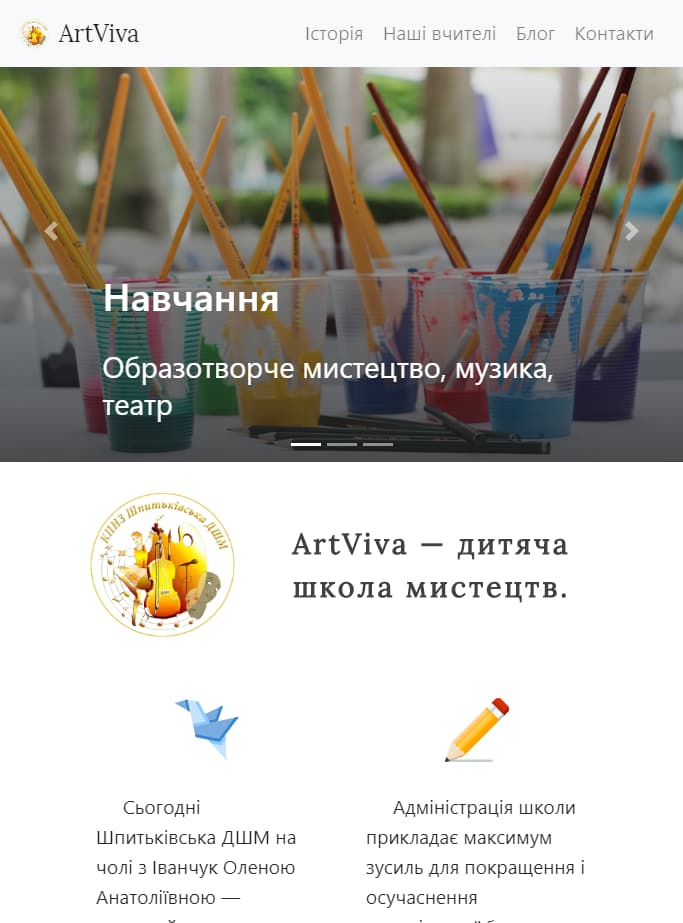 ArtViva
Історія Наші вчителі Блог Контакти
Навчання
Образотворче мистецтво, музика,
театр
КПНЗ Шпитьківська ДШМ
ArtViva — дитяча
школа мистецтв.
Сьогодні
Шпитьківська ДШМ на
чолі з Іванчук Оленою
Анатоліївною —
Адміністрація школи
прикладає максимум
зусиль для покращення і
осучаснення